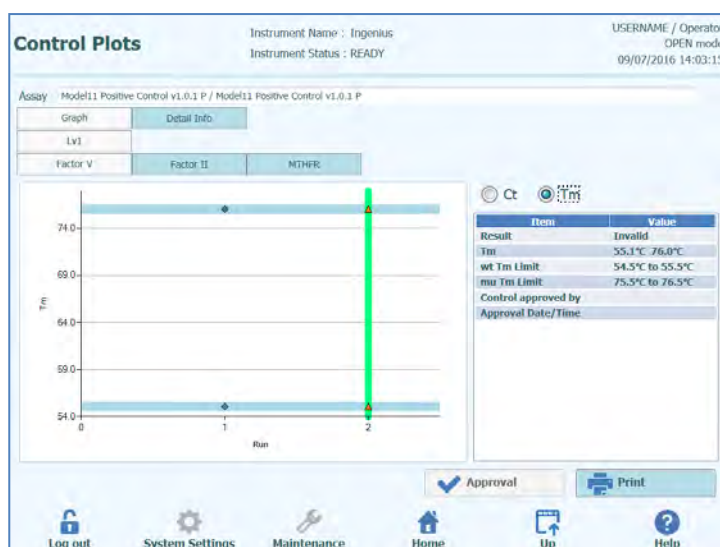 Control Plots
Instrument Name : Ingenius
Instrument Status : READY
USERNAME / Operato
OPEN mod
09/07/2016 14:03:15
Assay Model11 Positive Control v1.0.1 P / Model11 Positive Control v1.0.1 P
Graph Detail Info
Lv1
Factor V Factor II MTHFR
Ct Tm
Item Value
Result Invalid
Tm 55.1°C 76.0°C
wt Tm Limit 54.5°C to 55.5°C
mu Tm Limit 75.5°C to 76.5°C
Control approved by
Approval Date/Time
74.0
69.0
Tm
64.0
59.0
54.0
0 1 2
Run
Approval Print
Log out System Settings Maintenance Home Up Help